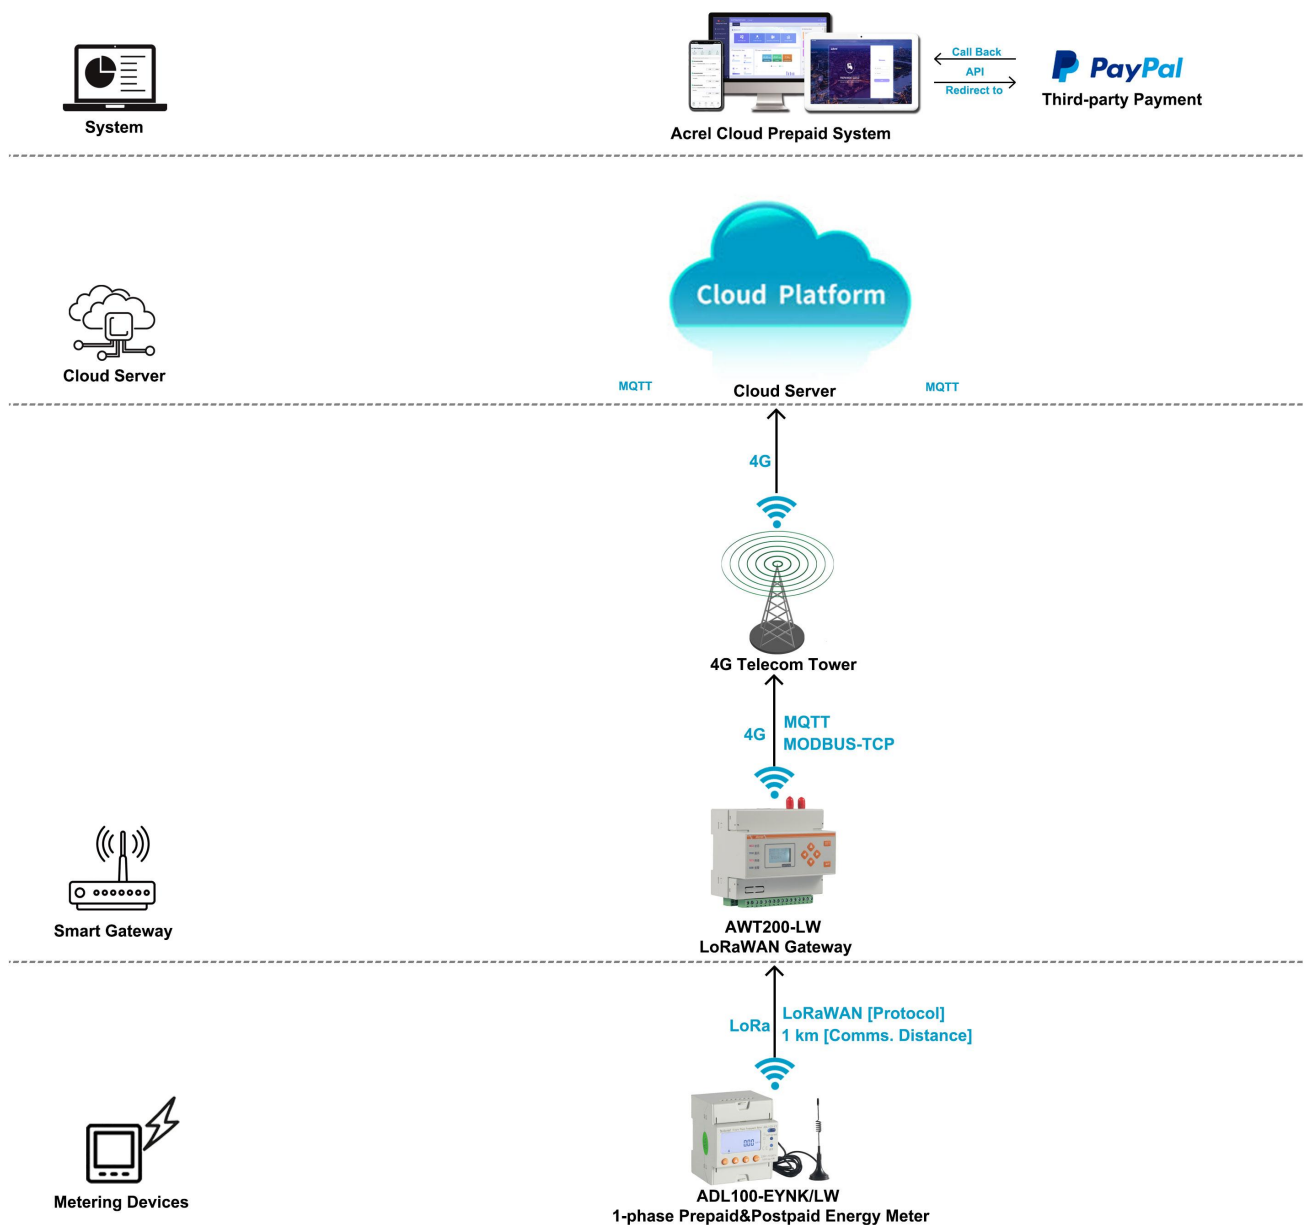 Call Back
API
Redirect to
PayPal
Third-party Payment
System
Acrel Cloud Prepaid System
Cloud Platform
Cloud Server
MQTT
Cloud Server
MQTT
4G
4G Telecom Tower
4G
MQTT
MODBUS-TCP
Smart Gateway
AWT200-LW
LoRaWAN Gateway
LoRa
LoRaWAN [Protocol]
1 km [Comms. Distance]
Metering Devices
ADL100-EYNK/LW
1-phase Prepaid&Postpaid Energy Meter